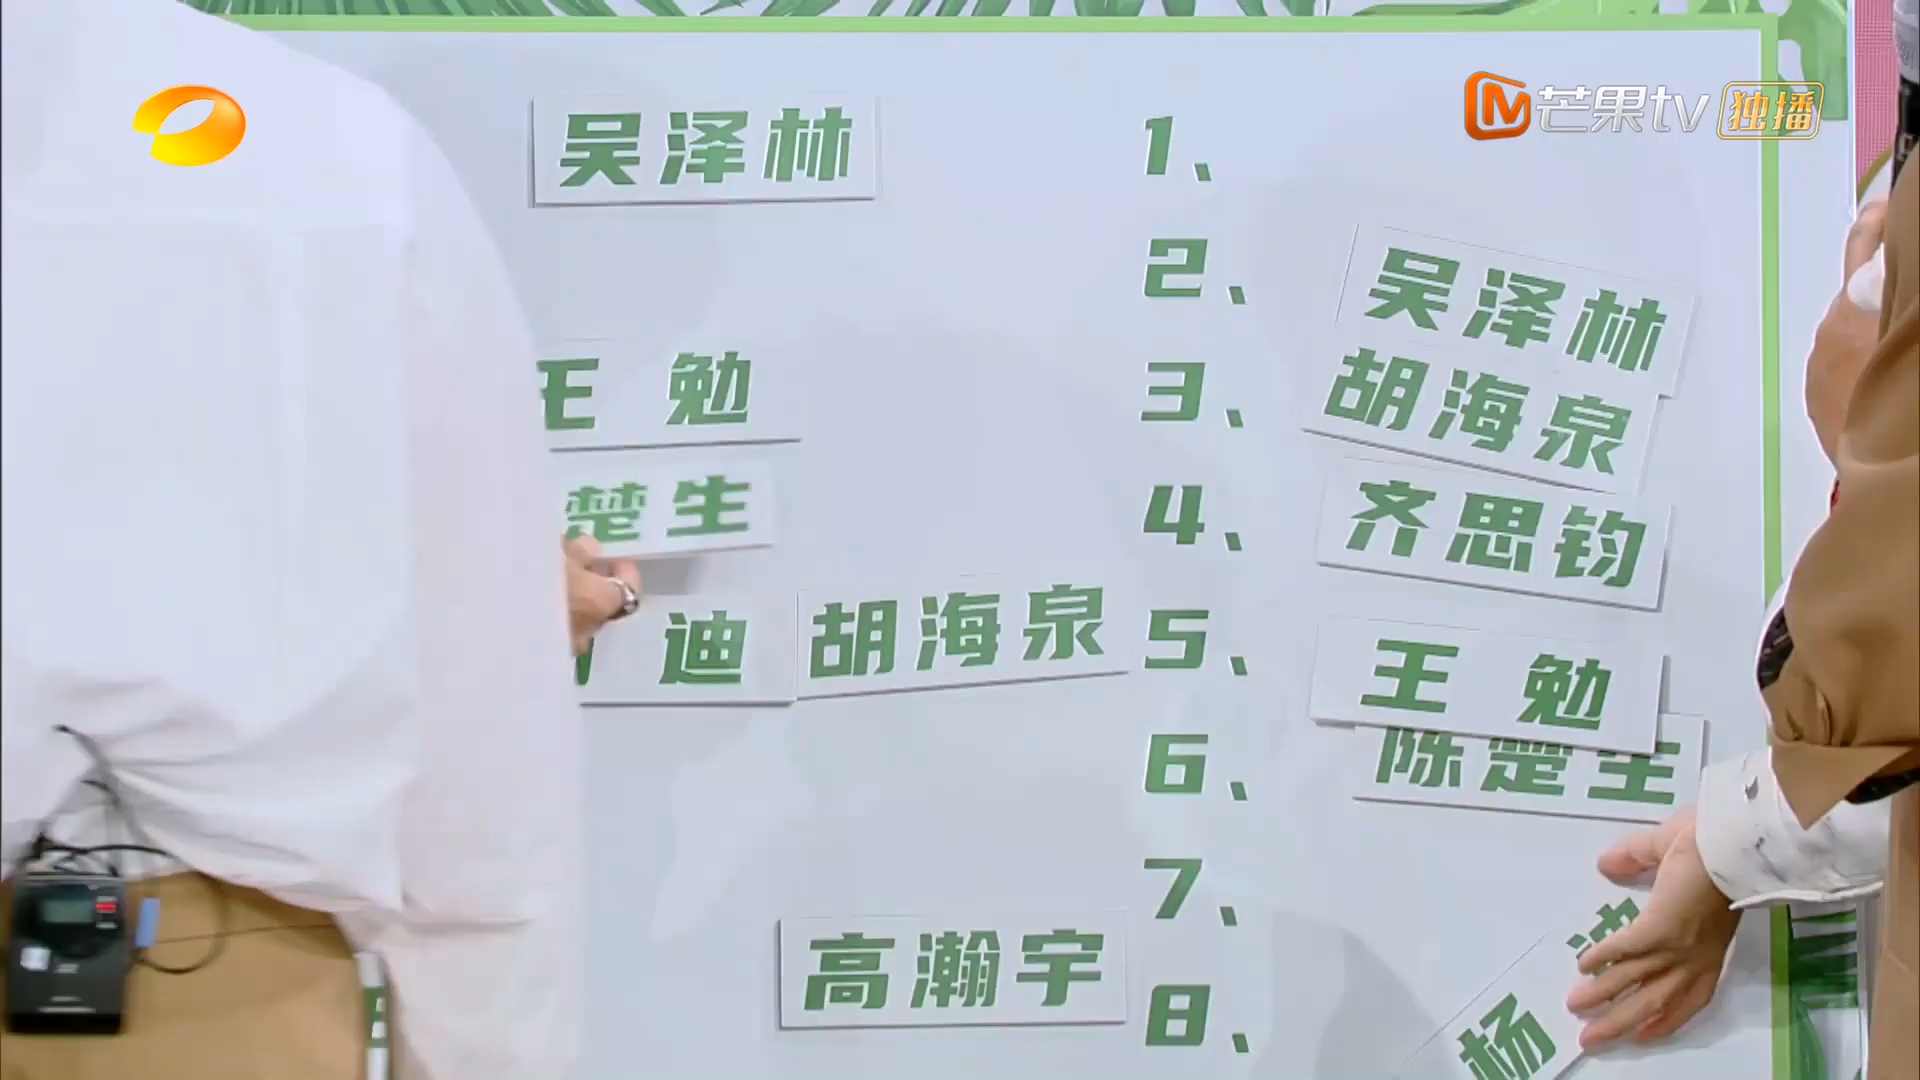 芒果tv 独播
吴泽林
王 勉
楚生
迪
胡海泉
高瀚宇
1、
2、
3、
4、
5、
6、
7、
8、
吴泽林
胡海泉
齐思钧
王 勉
陈楚生
杨